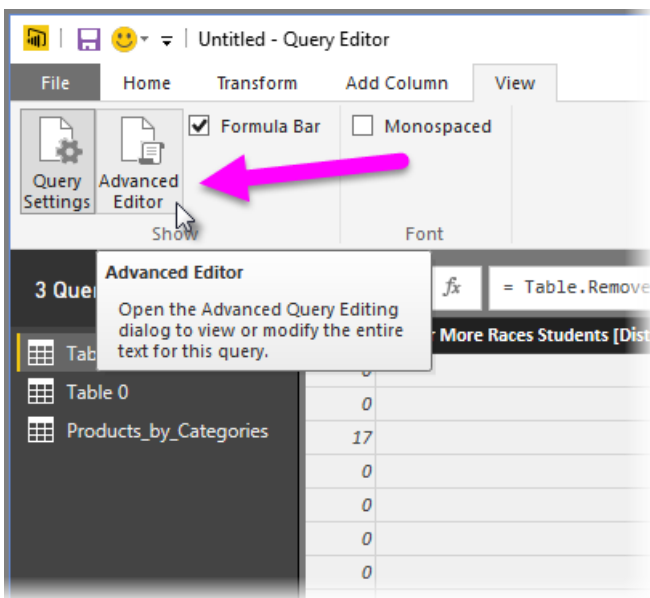 Untitled - Query Editor
File Home Transform Add Column View
Formula Bar Monospaced
Query Settings
Advanced Editor
Show Font
Advanced Editor
Open the Advanced Query Editing
dialog to view or modify the entire
text for this query.
3 Que
fx = Table.Remove
r More Races Students [Dist
Tab
Table 0
Products_by_Categories
0
0
17
0
0
0
0